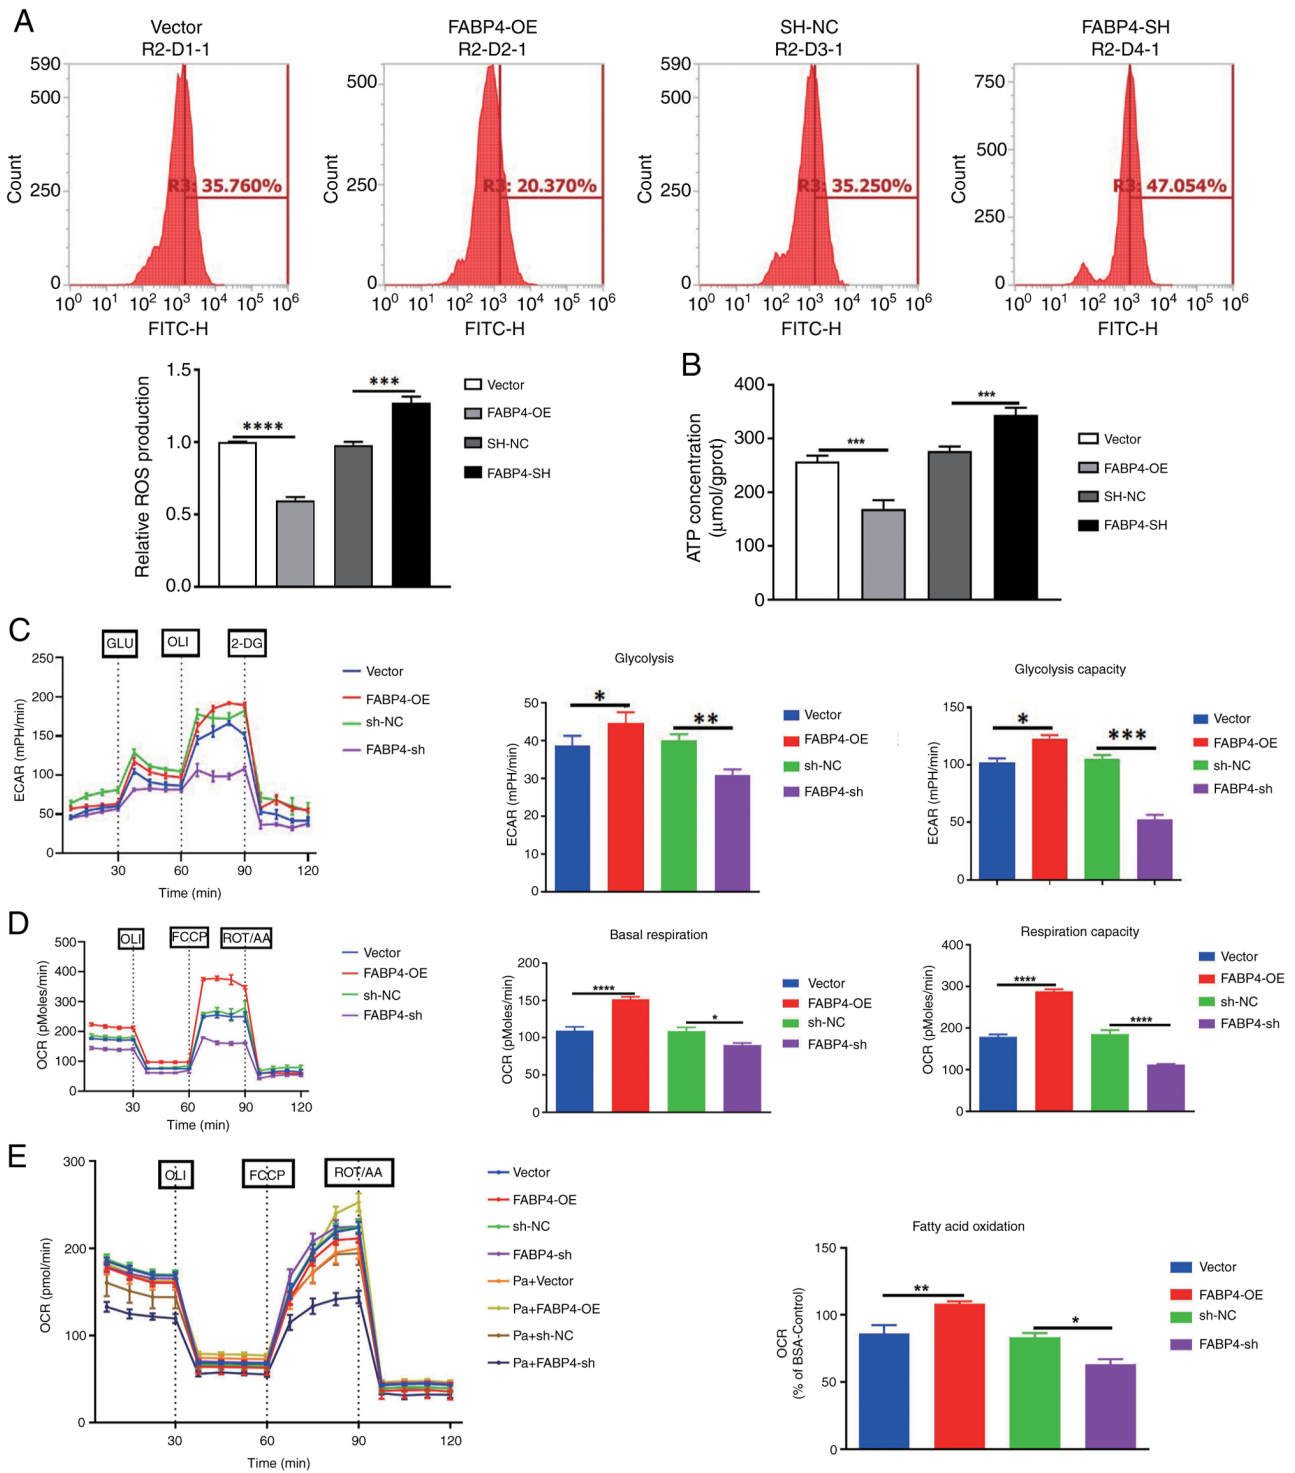 A
Vector
R2-D1-1
FABP4-OE
R2-D2-1
SH-NC
R2-D3-1
FABP4-SH
R2-D4-1
590
500
250
0
Count
R3: 35.760%
10⁰ 10¹ 10² 10³ 10⁴ 10⁵ 10⁶
FITC-H
500
250
0
Count
R3: 20.370%
10⁰ 10¹ 10² 10³ 10⁴ 10⁵ 10⁶
FITC-H
590
500
250
0
Count
R3: 35.250%
10⁰ 10¹ 10² 10³ 10⁴ 10⁵ 10⁶
FITC-H
750
500
250
0
Count
R3: 47.054%
10⁰ 10¹ 10² 10³ 10⁴ 10⁵ 10⁶
FITC-H
Relative ROS production
1.5
1.0
0.5
0.0
****
***
Vector
FABP4-OE
SH-NC
FABP4-SH
B
ATP concentration
(μmol/gprot)
400
300
200
100
0
***
***
Vector
FABP4-OE
SH-NC
FABP4-SH
C
GLU
OLI
2-DG
ECAR (mPH/min)
250
200
150
100
50
0
30 60 90 120
Time (min)
Vector
FABP4-OE
sh-NC
FABP4-sh
Glycolysis
ECAR (mPH/min)
50
40
30
20
10
0
*
**
Vector
FABP4-OE
sh-NC
FABP4-sh
Glycolysis capacity
ECAR (mPH/min)
150
100
50
0
*
***
Vector
FABP4-OE
sh-NC
FABP4-sh
D
OLI
FCCP
ROT/AA
OCR (pMoles/min)
500
400
300
200
100
0
30 60 90 120
Time (min)
Vector
FABP4-OE
sh-NC
FABP4-sh
Basal respiration
OCR (pMoles/min)
200
150
100
50
0
****
*
Vector
FABP4-OE
sh-NC
FABP4-sh
Respiration capacity
OCR (pMoles/min)
400
300
200
100
0
****
****
Vector
FABP4-OE
sh-NC
FABP4-sh
E
OLI
FCCP
ROT/AA
OCR (pmol/min)
300
200
100
0
30 60 90 120
Time (min)
Vector
FABP4-OE
sh-NC
FABP4-sh
Pa+Vector
Pa+FABP4-OE
Pa+sh-NC
Pa+FABP4-sh
Fatty acid oxidation
OCR
(% of BSA-Control)
150
100
50
0
**
*
Vector
FABP4-OE
sh-NC
FABP4-sh